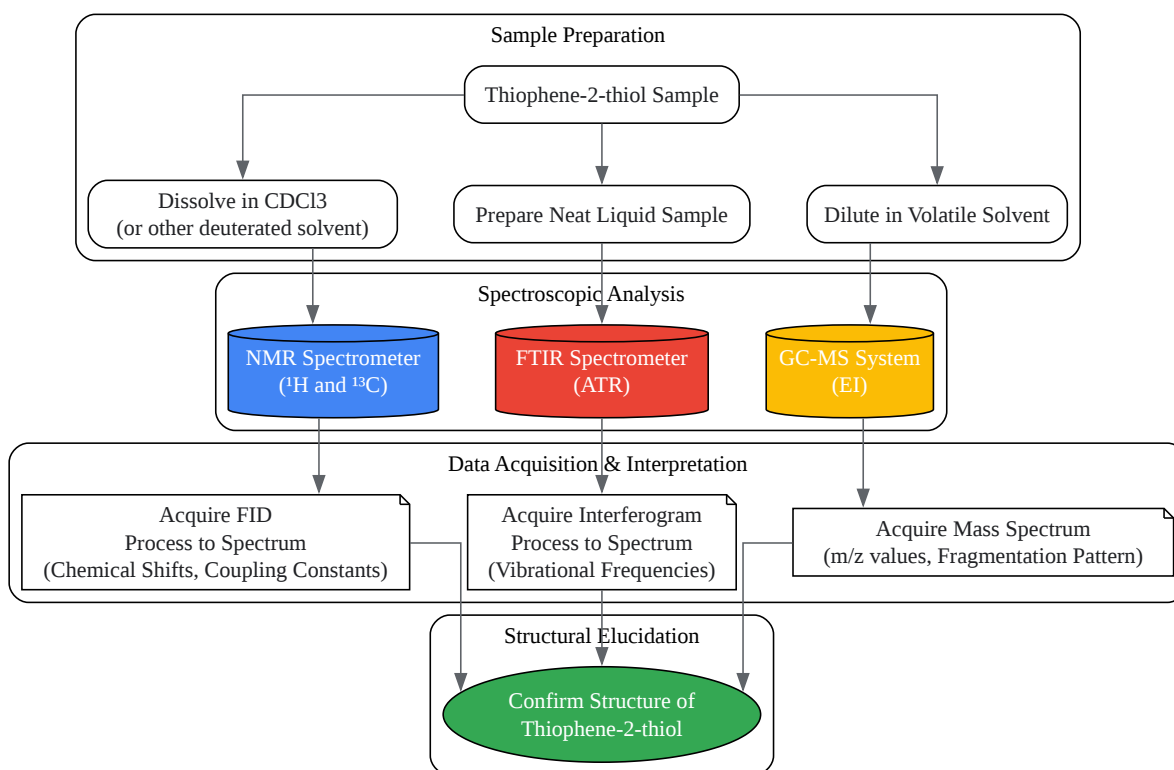 Sample Preparation
Thiophene-2-thiol Sample
Dissolve in CDCl3
(or other deuterated solvent)
Prepare Neat Liquid Sample
Dilute in Volatile Solvent
Spectroscopic Analysis
NMR Spectrometer
(¹H and ¹³C)
FTIR Spectrometer
(ATR)
GC-MS System
(EI)
Data Acquisition & Interpretation
Acquire FID
Process to Spectrum
(Chemical Shifts, Coupling Constants)
Acquire Interferogram
Process to Spectrum
(Vibrational Frequencies)
Acquire Mass Spectrum
(m/z values, Fragmentation Pattern)
Structural Elucidation
Confirm Structure of
Thiophene-2-thiol